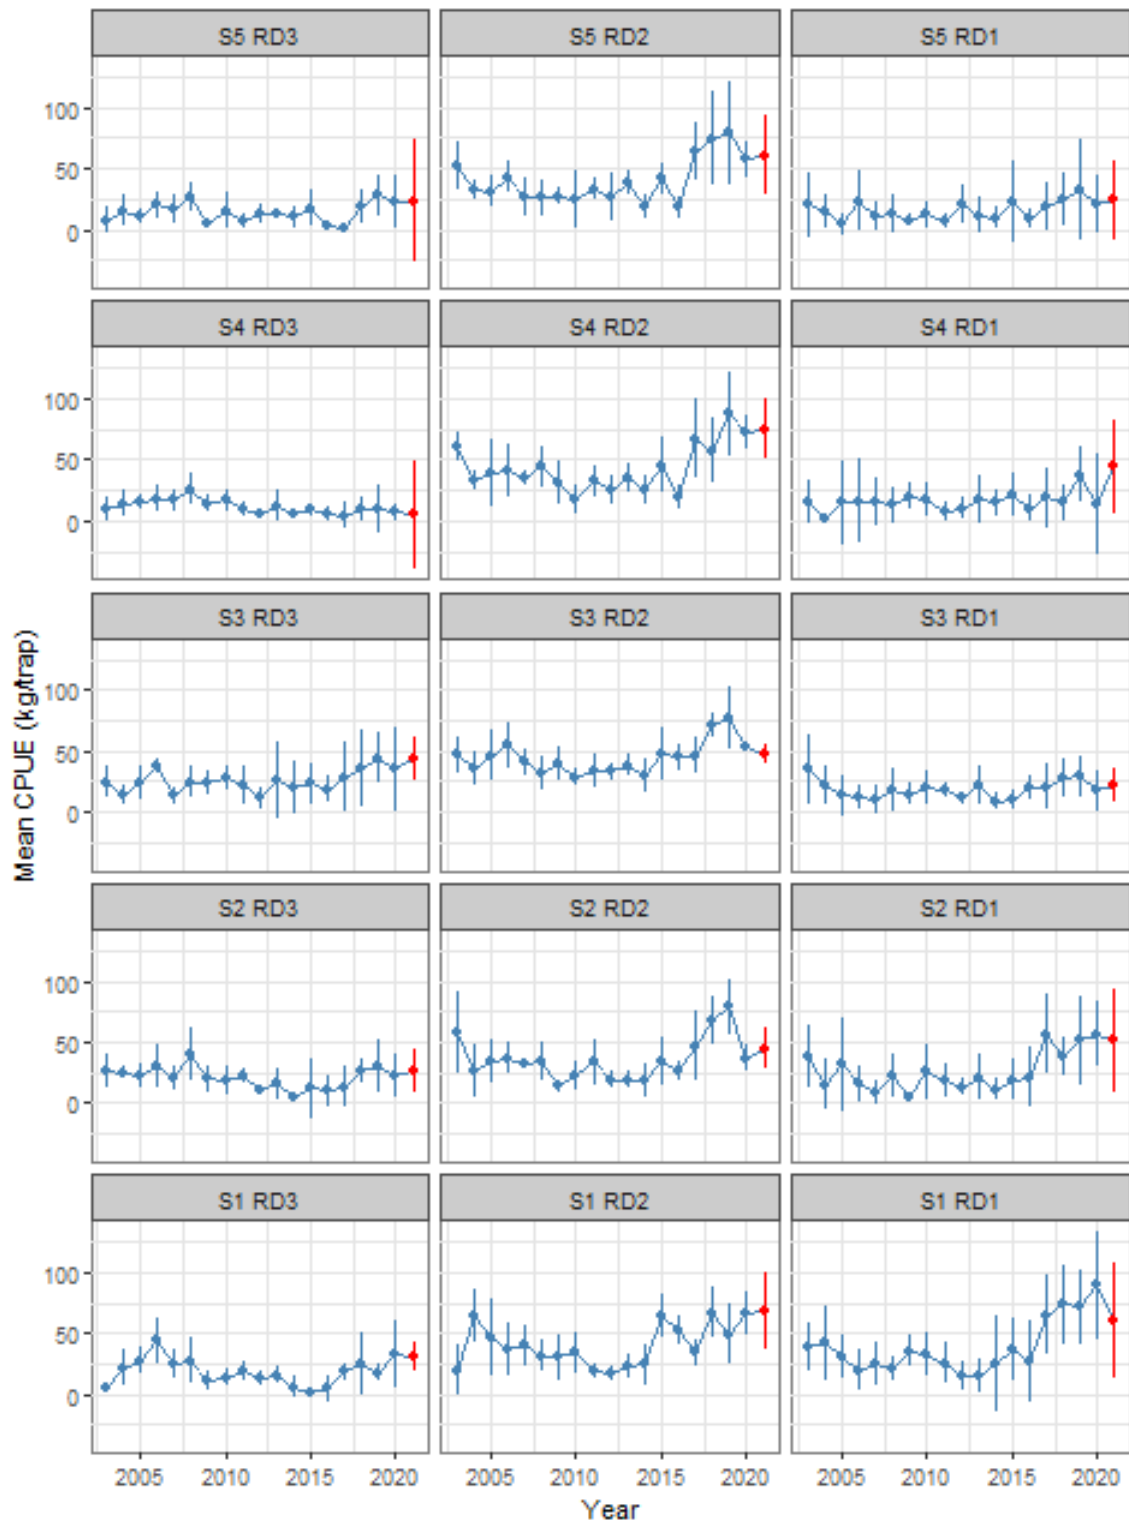 S5 RD3 S5 RD2 S5 RD1
100
50
0
S4 RD3 S4 RD2 S4 RD1
100
50
0
S3 RD3 S3 RD2 S3 RD1
100
50
0
Mean CPUE (kg/trap)
S2 RD3 S2 RD2 S2 RD1
100
50
0
S1 RD3 S1 RD2 S1 RD1
100
50
0
2005 2010 2015 2020 2005 2010 2015 2020 2005 2010 2015 2020
Year